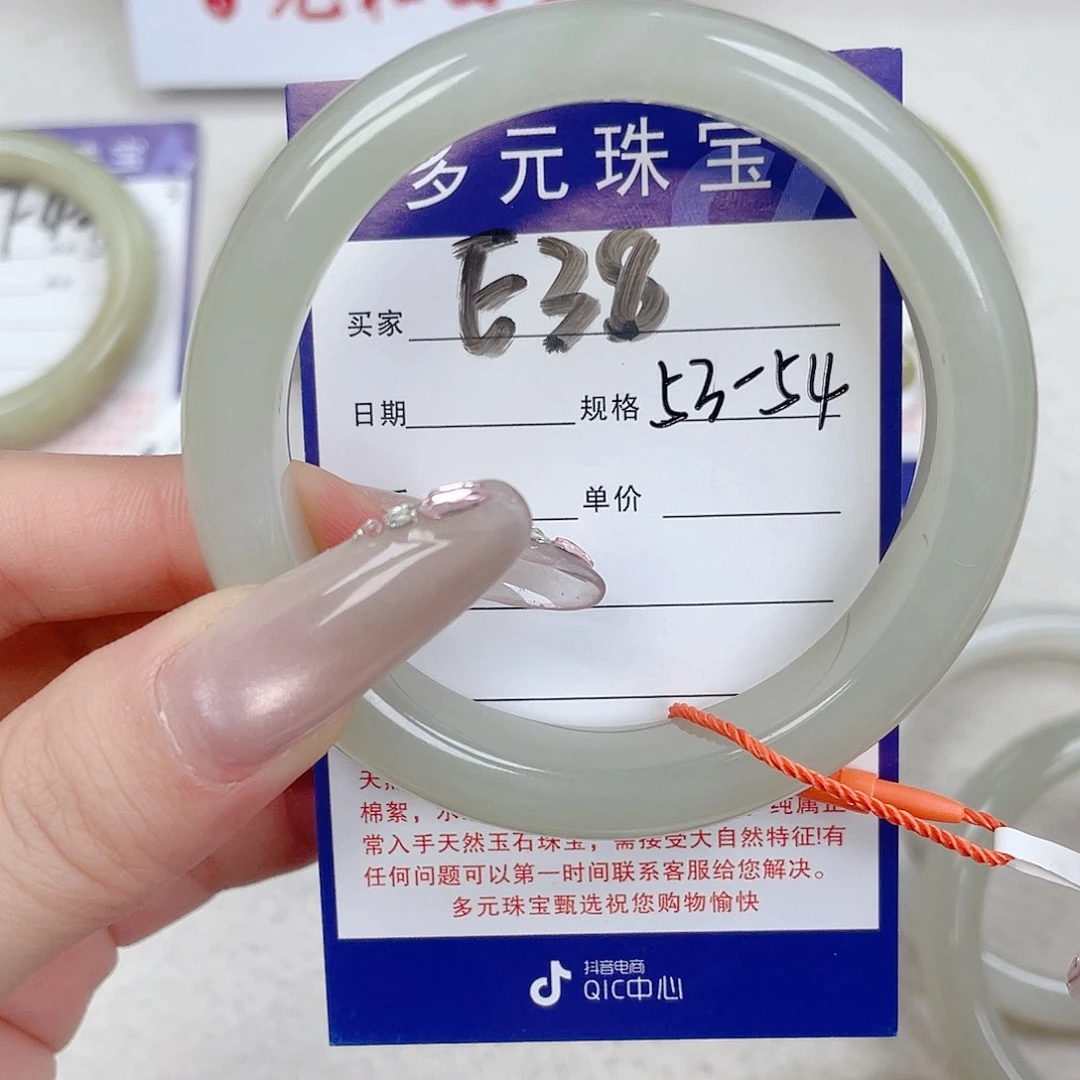 多元珠宝
E38
买家
日期 规格 53-54
单价
棉絮，
常入手天然玉石珠宝，需接受大自然特征!有
任何问题可以第一时间联系客服给您解决。
多元珠宝甄选祝您购物愉快
抖音电商
QIC中心